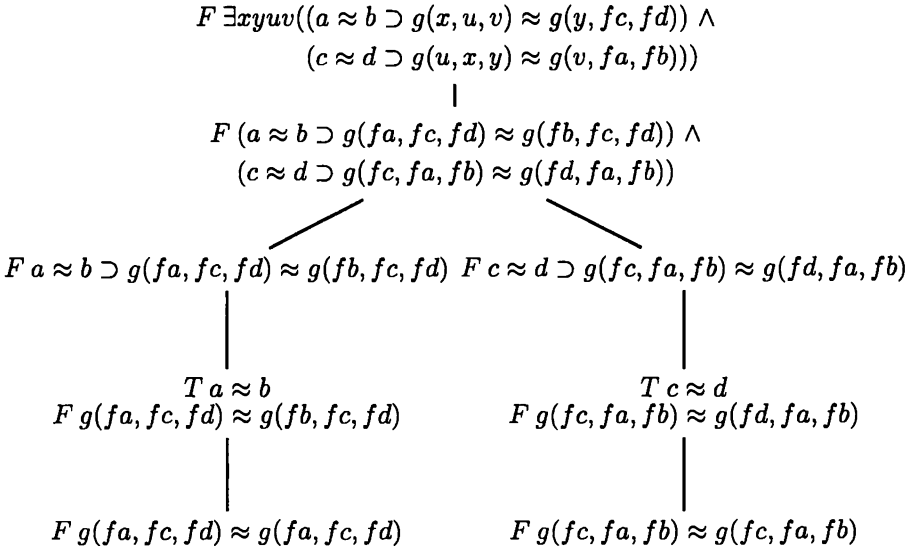 F ∃xyuv((a ≈ b ⊃ g(x, u, v) ≈ g(y, fc, fd)) ∧
(c ≈ d ⊃ g(u, x, y) ≈ g(v, fa, fb)))
F (a ≈ b ⊃ g(fa, fc, fd) ≈ g(fb, fc, fd)) ∧
(c ≈ d ⊃ g(fc, fa, fb) ≈ g(fd, fa, fb))
F a ≈ b ⊃ g(fa, fc, fd) ≈ g(fb, fc, fd) F c ≈ d ⊃ g(fc, fa, fb) ≈ g(fd, fa, fb)
T a ≈ b T c ≈ d
F g(fa, fc, fd) ≈ g(fb, fc, fd) F g(fc, fa, fb) ≈ g(fd, fa, fb)
F g(fa, fc, fd) ≈ g(fa, fc, fd) F g(fc, fa, fb) ≈ g(fc, fa, fb)